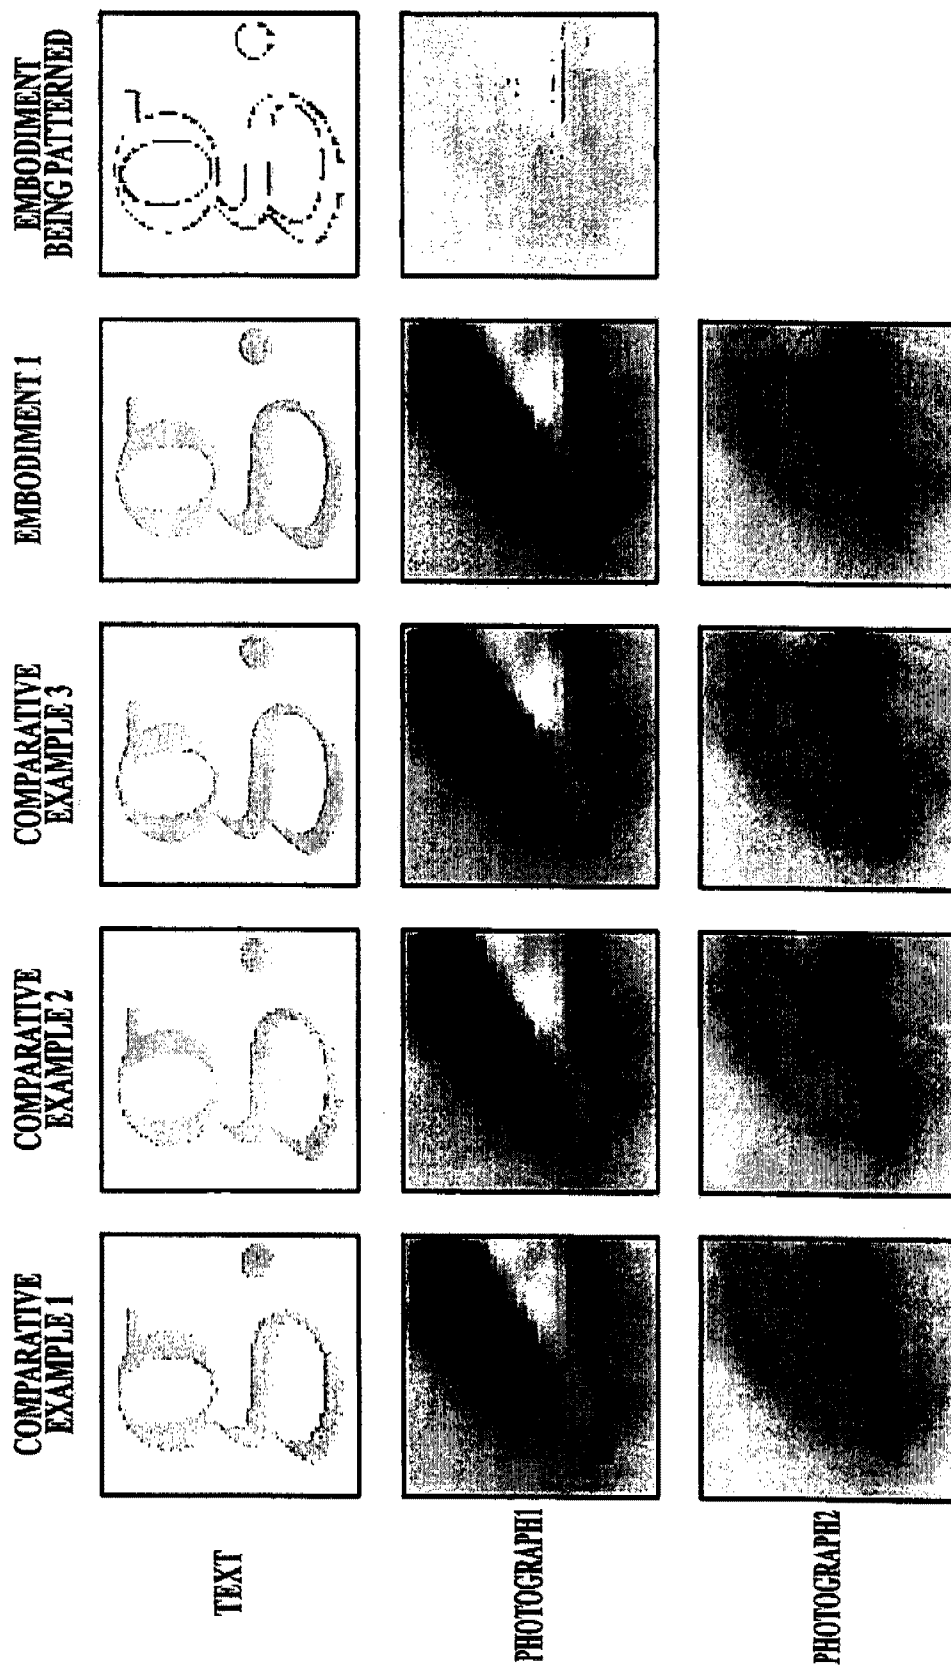 COMPARATIVE
EXAMPLE 1
COMPARATIVE
EXAMPLE 2
COMPARATIVE
EXAMPLE 3
EMBODIMENT 1
EMBODIMENT
BEING PATTERNED
TEXT
g.
g.
g.
g.
g.
PHOTOGRAPH1
PHOTOGRAPH2